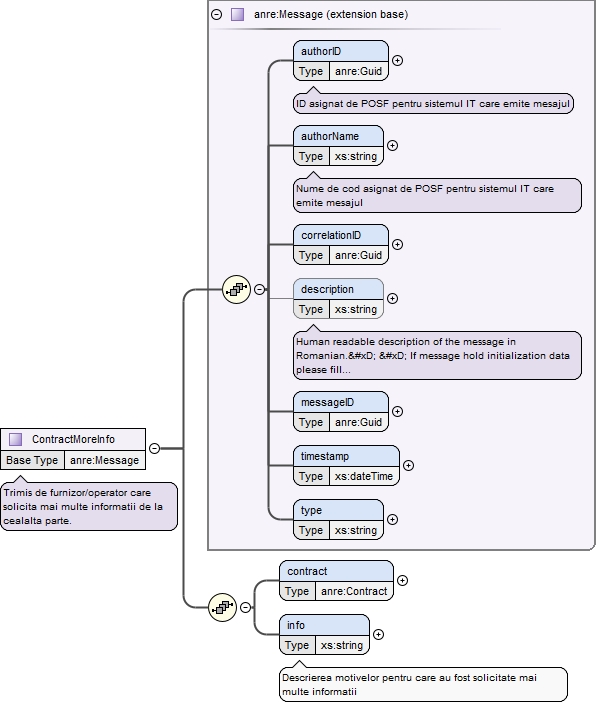 anre:Message (extension base)
authorID
Type anre:Guid
ID asignat de POSF pentru sistemul IT care emite mesajul
authorName
Type xs:string
Nume de cod asignat de POSF pentru sistemul IT care
emite mesajul
correlationID
Type anre:Guid
description
Type xs:string
Human readable description of the message in
Romanian.&#xD; &#xD; If message hold initialization data
please fill...
messageID
Type anre:Guid
timestamp
Type xs:dateTime
type
Type xs:string
ContractMoreInfo
Base Type anre:Message
Trimis de furnizor/operator care
solicita mai multe informatii de la
cealalta parte.
contract
Type anre:Contract
info
Type xs:string
Descrierea motivelor pentru care au fost solicitate mai
multe informatii